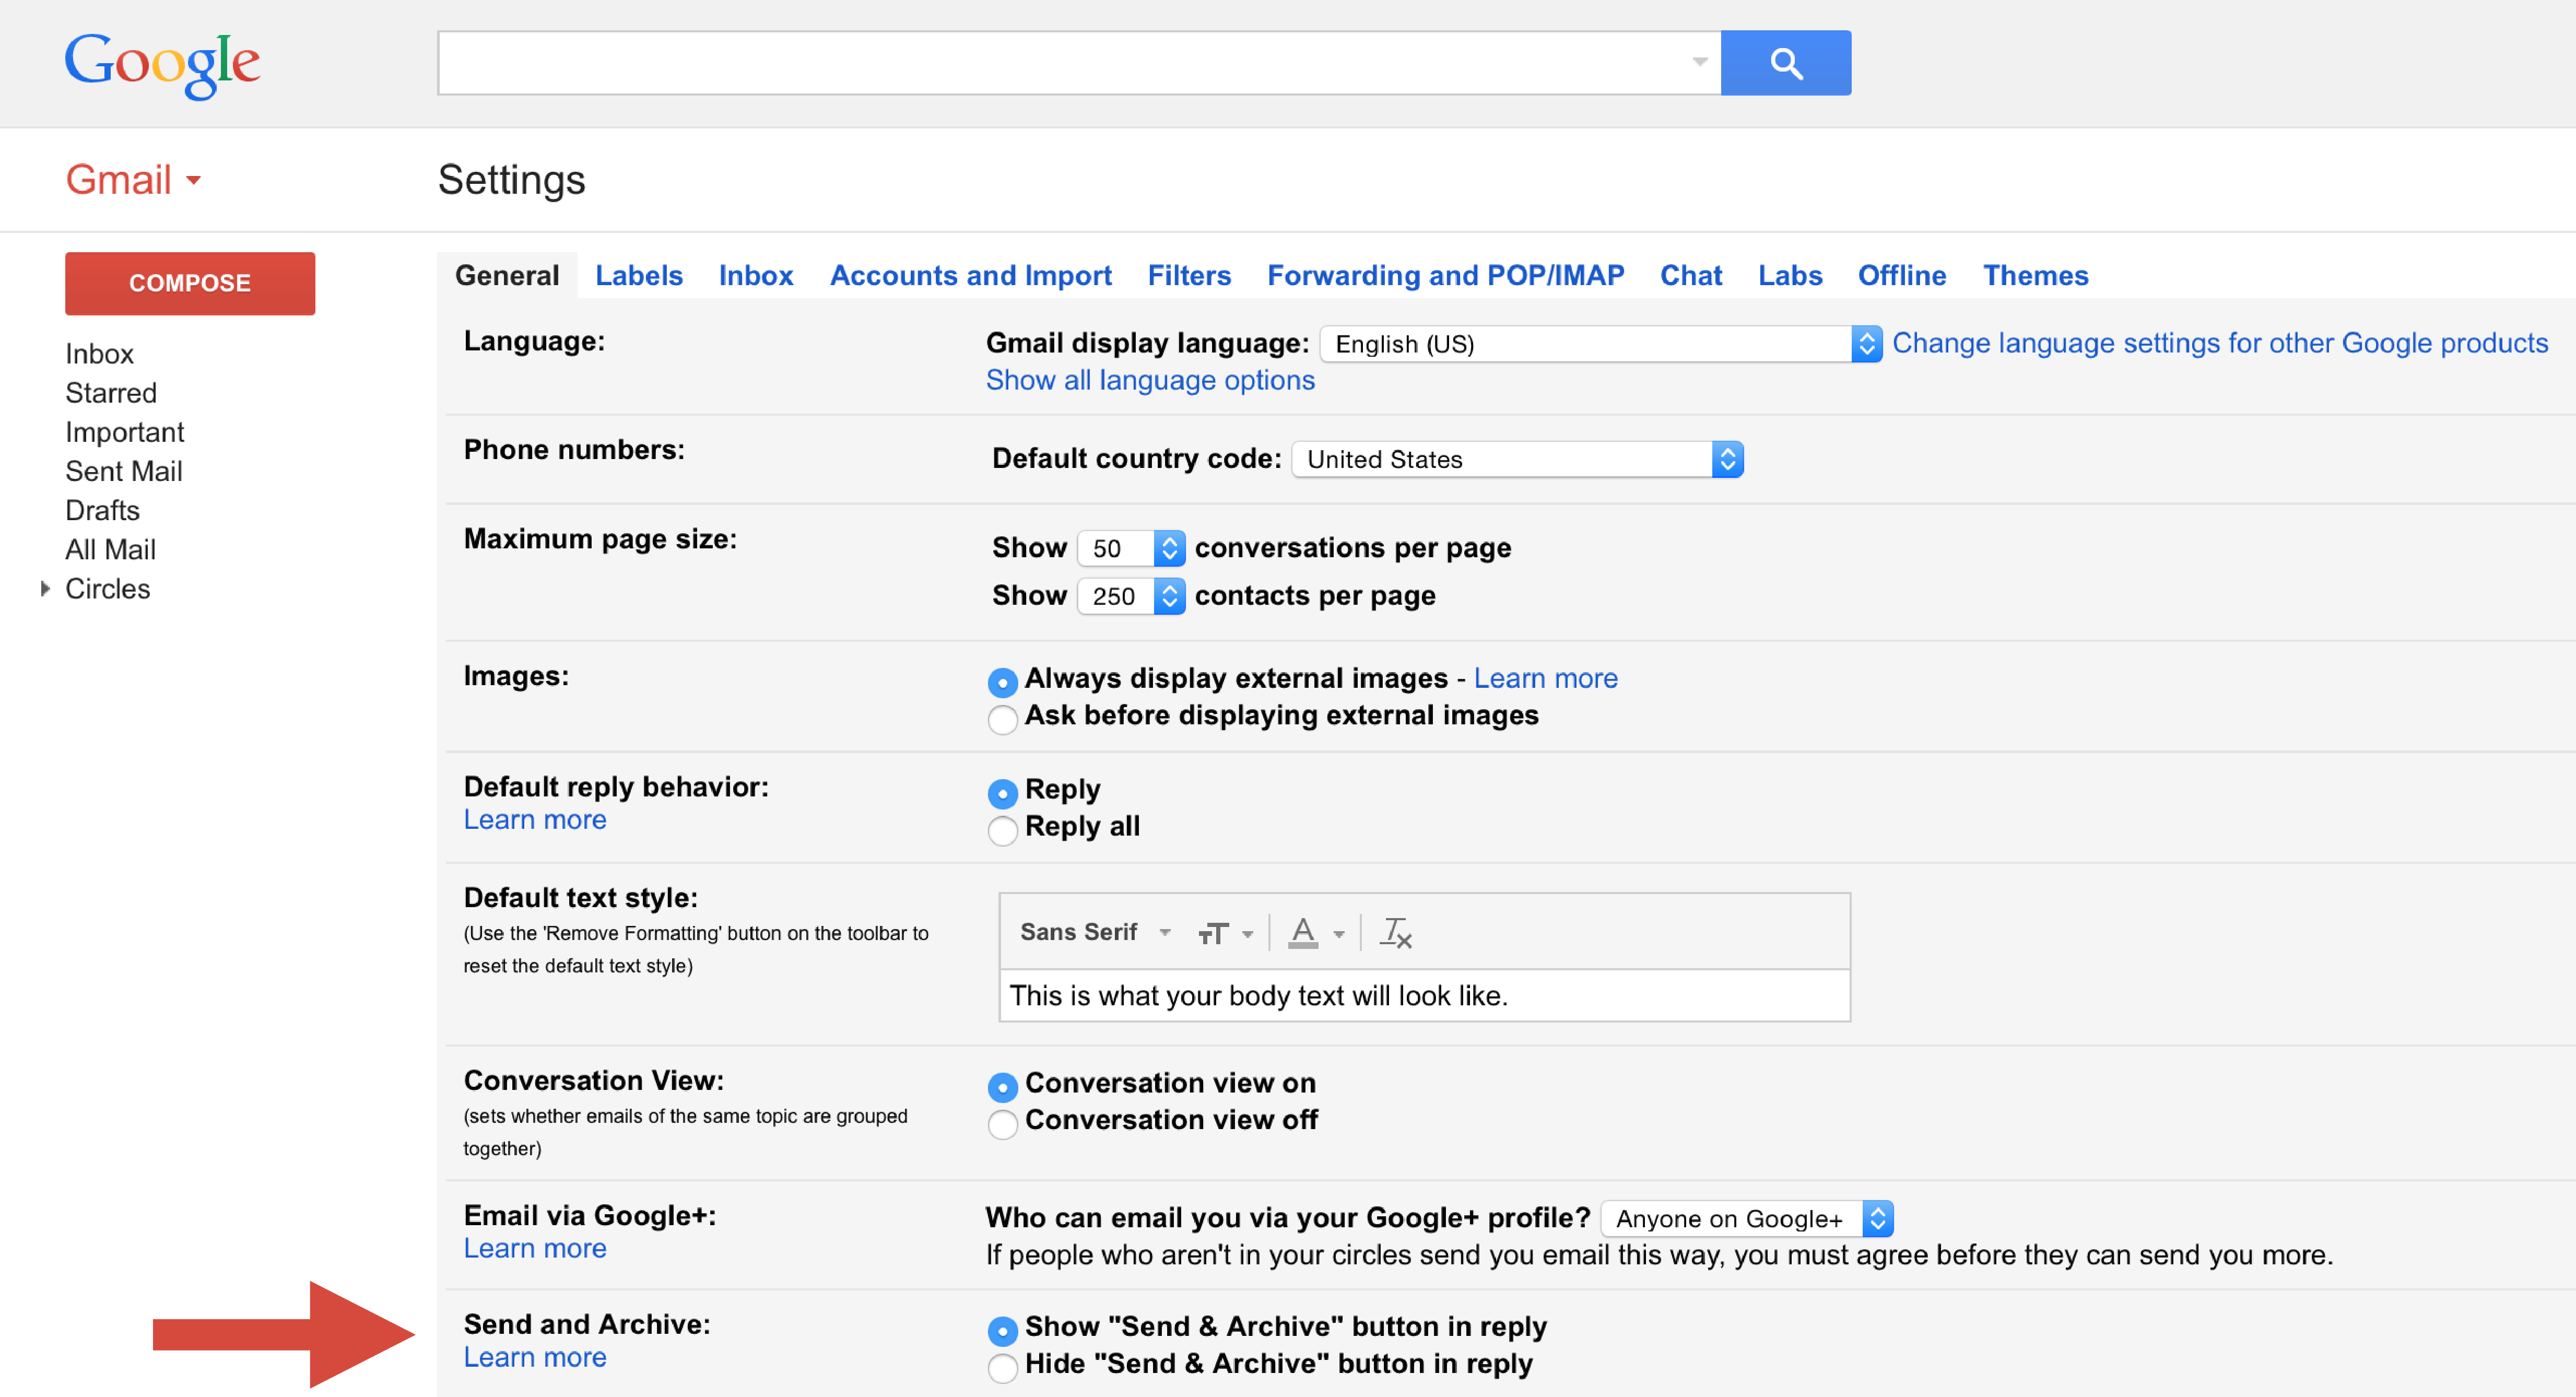 Google
Gmail
Settings
COMPOSE
Inbox
Starred
Important
Sent Mail
Drafts
All Mail
Circles
General Labels Inbox Accounts and Import Filters Forwarding and POP/IMAP Chat Labs Offline Themes
Language:
Gmail display language: English (US) Change language settings for other Google products
Show all language options
Phone numbers:
Default country code: United States
Maximum page size:
Show 50 conversations per page
Show 250 contacts per page
Images:
Always display external images - Learn more
Ask before displaying external images
Default reply behavior:
Learn more
Reply
Reply all
Default text style:
(Use the 'Remove Formatting' button on the toolbar to
reset the default text style)
Sans Serif
This is what your body text will look like.
Conversation View:
(sets whether emails of the same topic are grouped
together)
Conversation view on
Conversation view off
Email via Google+:
Learn more
Who can email you via your Google+ profile? Anyone on Google+
If people who aren't in your circles send you email this way, you must agree before they can send you more.
Send and Archive:
Learn more
Show "Send & Archive" button in reply
Hide "Send & Archive" button in reply